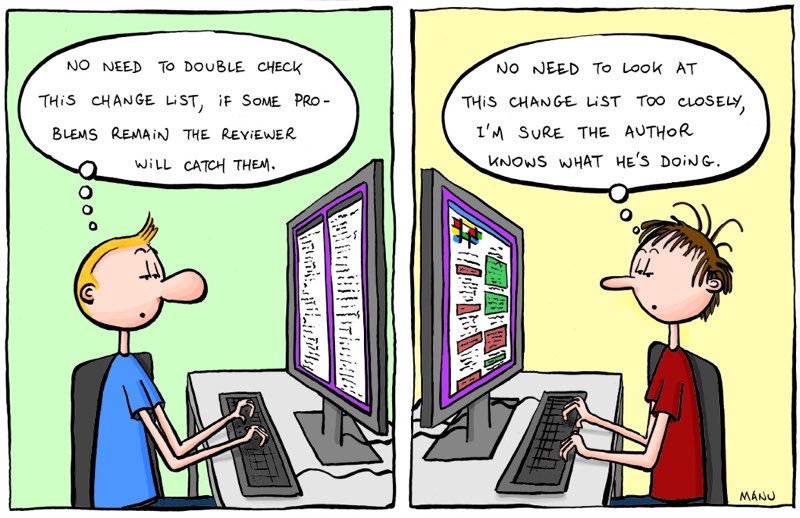 NO NEED TO DOUBLE CHECK
THIS CHANGE LIST, IF SOME PRO-
BLEMS REMAIN THE REVIEWER
WILL CATCH THEM.
NO NEED TO LOOK AT
THIS CHANGE LIST TOO CLOSELY,
I'M SURE THE AUTHOR
KNOWS WHAT HE'S DOING.
MANU